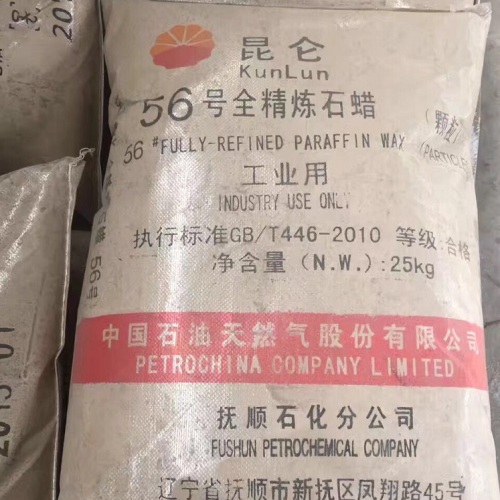 昆仑
KunLun
56号全精炼石蜡
(颗粒)
56 #FULLY-REFINED PARAFFIN WAX
(PARTICLE
工业用
INDUSTRY USE ONLY
执行标准GB/T446-2010 等级:合格
净含量 (N.W.):25kg
中国石油天然气股份有限公司
PETROCHINA COMPANY LIMITED
抚顺石化分公司
FUSHUN PETROCHEMICAL COMPANY
辽宁省抚顺市新抚区凤翔路45号
56号